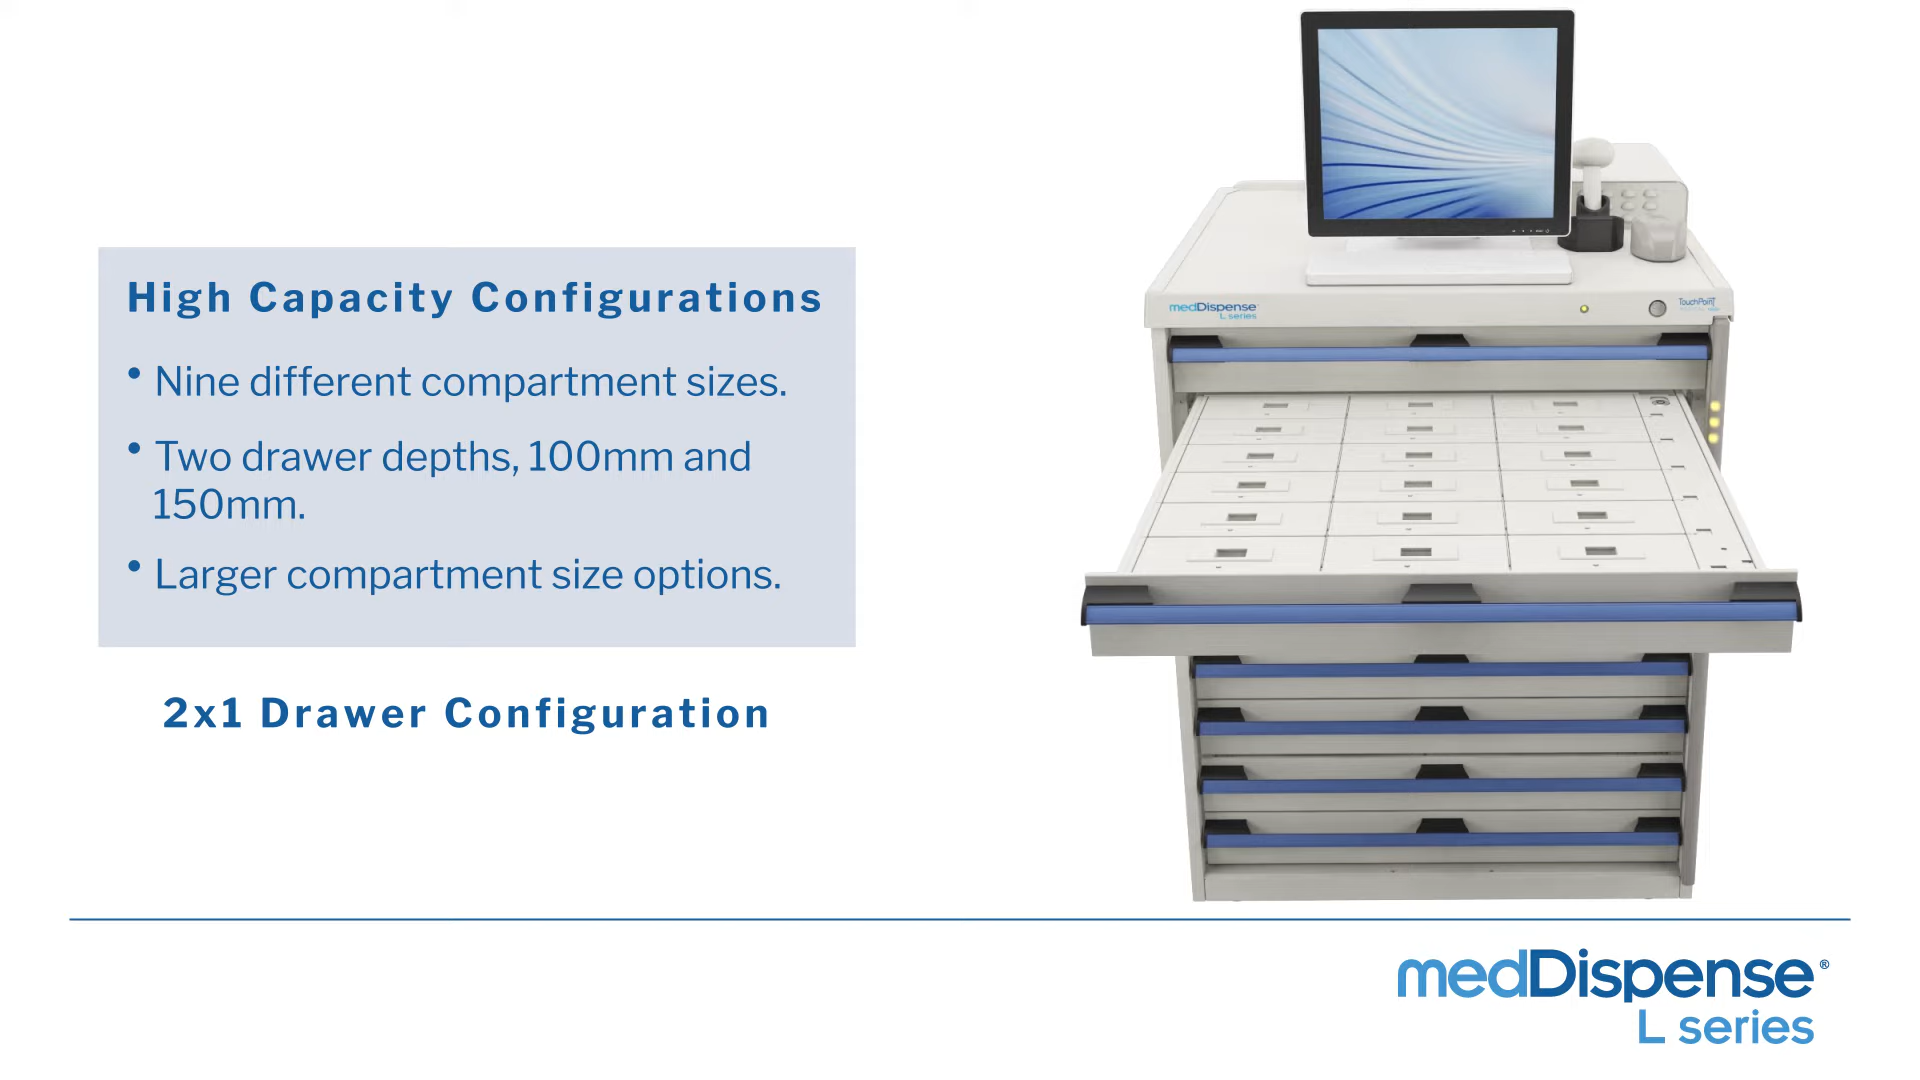 High Capacity Configurations
• Nine different compartment sizes.
• Two drawer depths, 100mm and
150mm.
• Larger compartment size options.
2x1 Drawer Configuration
medDispense
L series
TouchPoint
medDispense®
L series